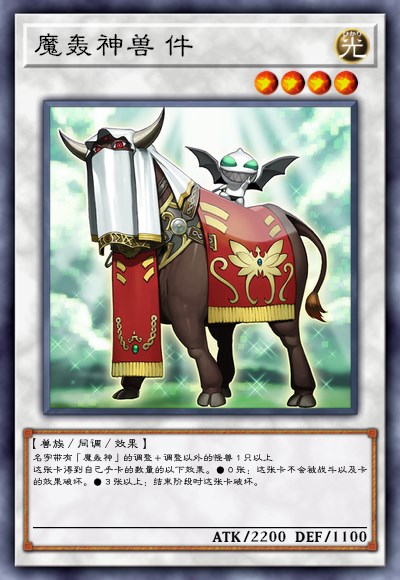 魔轰神兽 件
光
【兽族／同调／效果】
名字带有「魔轰神」的调整＋调整以外的怪兽１只以上
这张卡得到自己手卡的数量的以下效果。●０张：这张卡不会被战斗以及卡
的效果破坏。●３张以上：结束阶段时这张卡破坏。
ATK/2200 DEF/1100